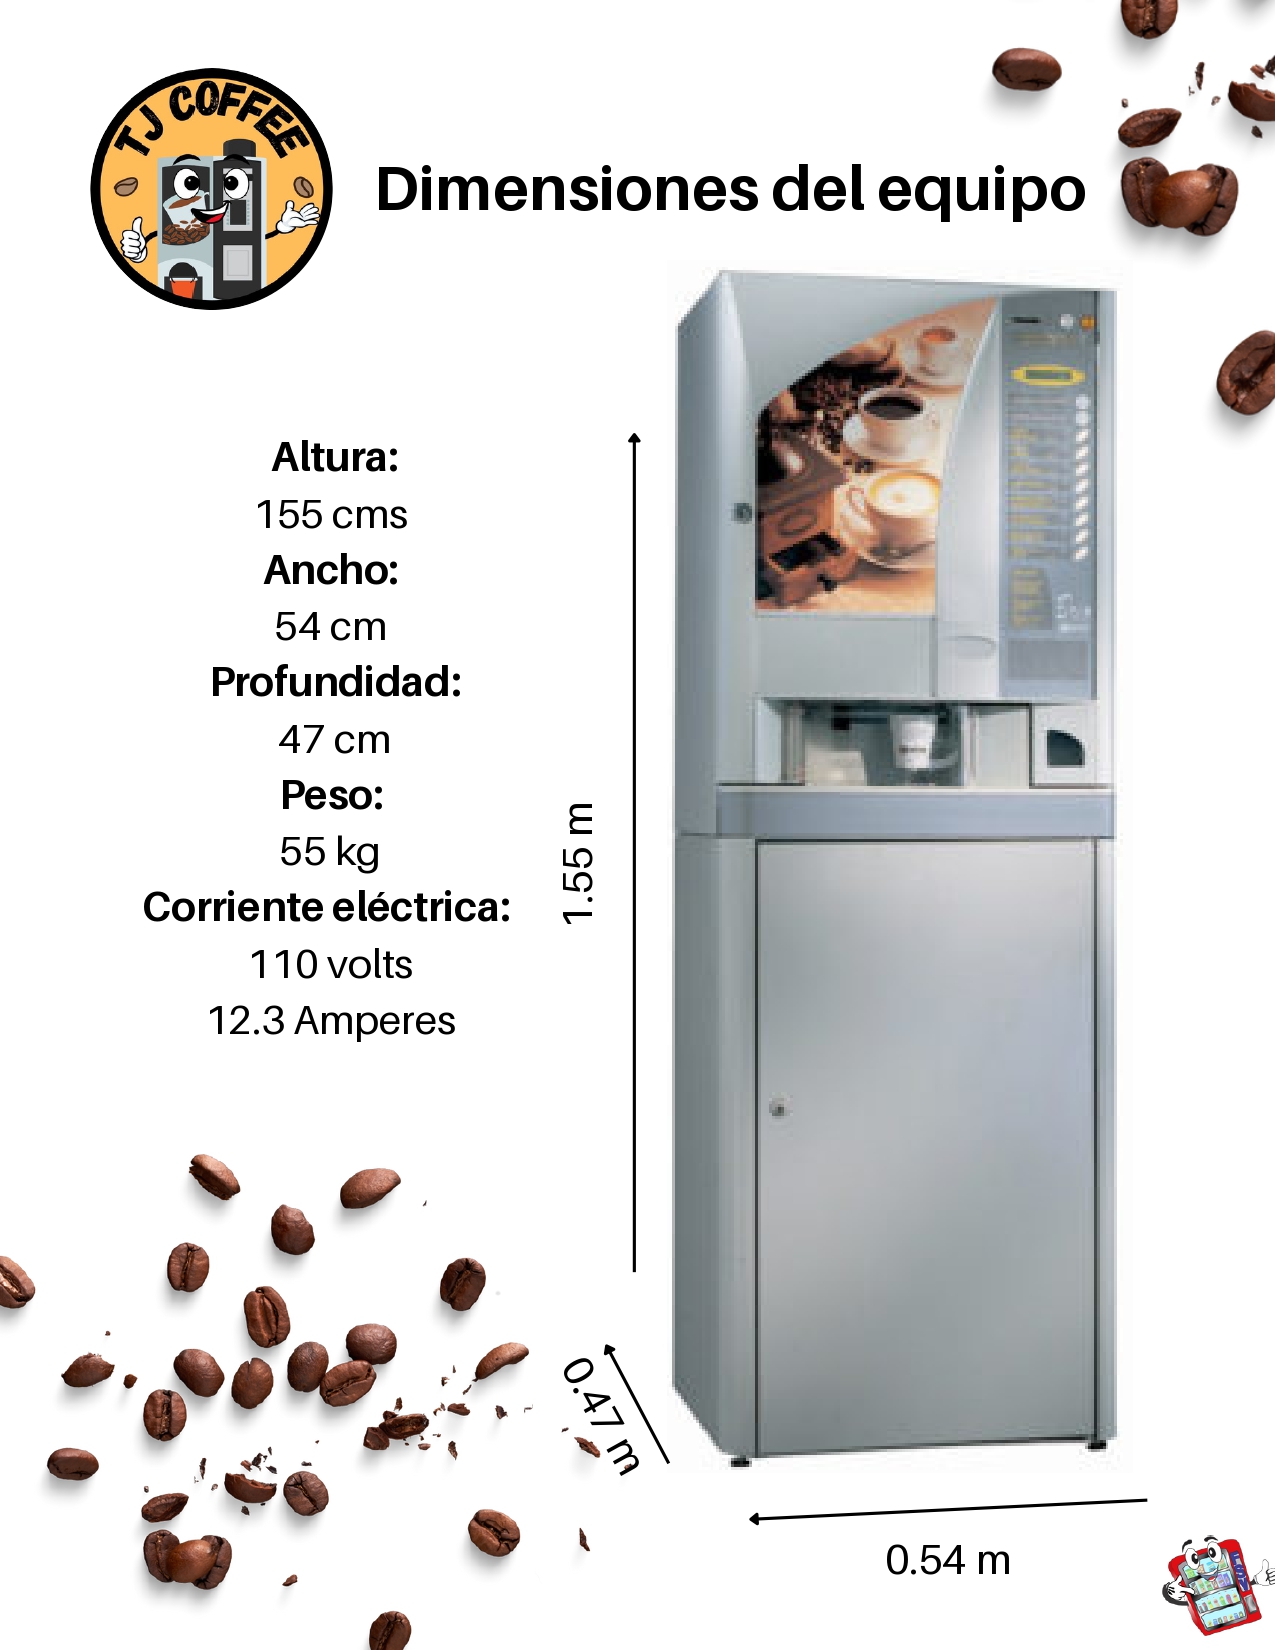 TJ COFFEE
Dimensiones del equipo
Altura:
155 cms
Ancho:
54 cm
Profundidad:
47 cm
Peso:
55 kg
Corriente eléctrica:
110 volts
12.3 Amperes
1.55 m
0.47 m
0.54 m